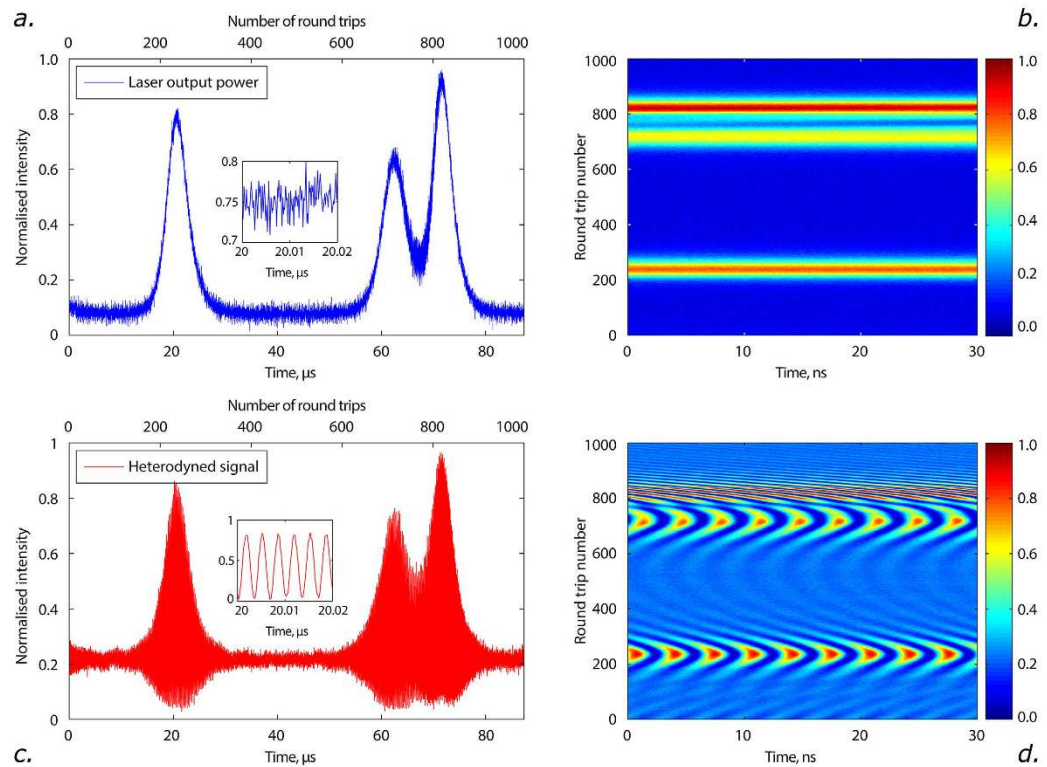 a.
Number of round trips
0 200 400 600 800 1000
1.0
0.8
0.6
0.4
0.2
0
Normalised intensity
Laser output power
0.8
0.75
0.7
20 20.01 20.02
Time, μs
0 20 40 60 80
Time, μs
b.
1000
800
600
400
200
0
Round trip number
0 10 20 30
Time, ns
1.0
0.8
0.6
0.4
0.2
0.0
Number of round trips
0 200 400 600 800 1000
1
0.8
0.6
0.4
0.2
0
Normalised intensity
Heterodyned signal
1
0.5
0
20 20.01 20.02
Time, μs
0 20 40 60 80
Time, μs
c.
1000
800
600
400
200
0
Round trip number
0 10 20 30
Time, ns
1.0
0.8
0.6
0.4
0.2
0.0
d.